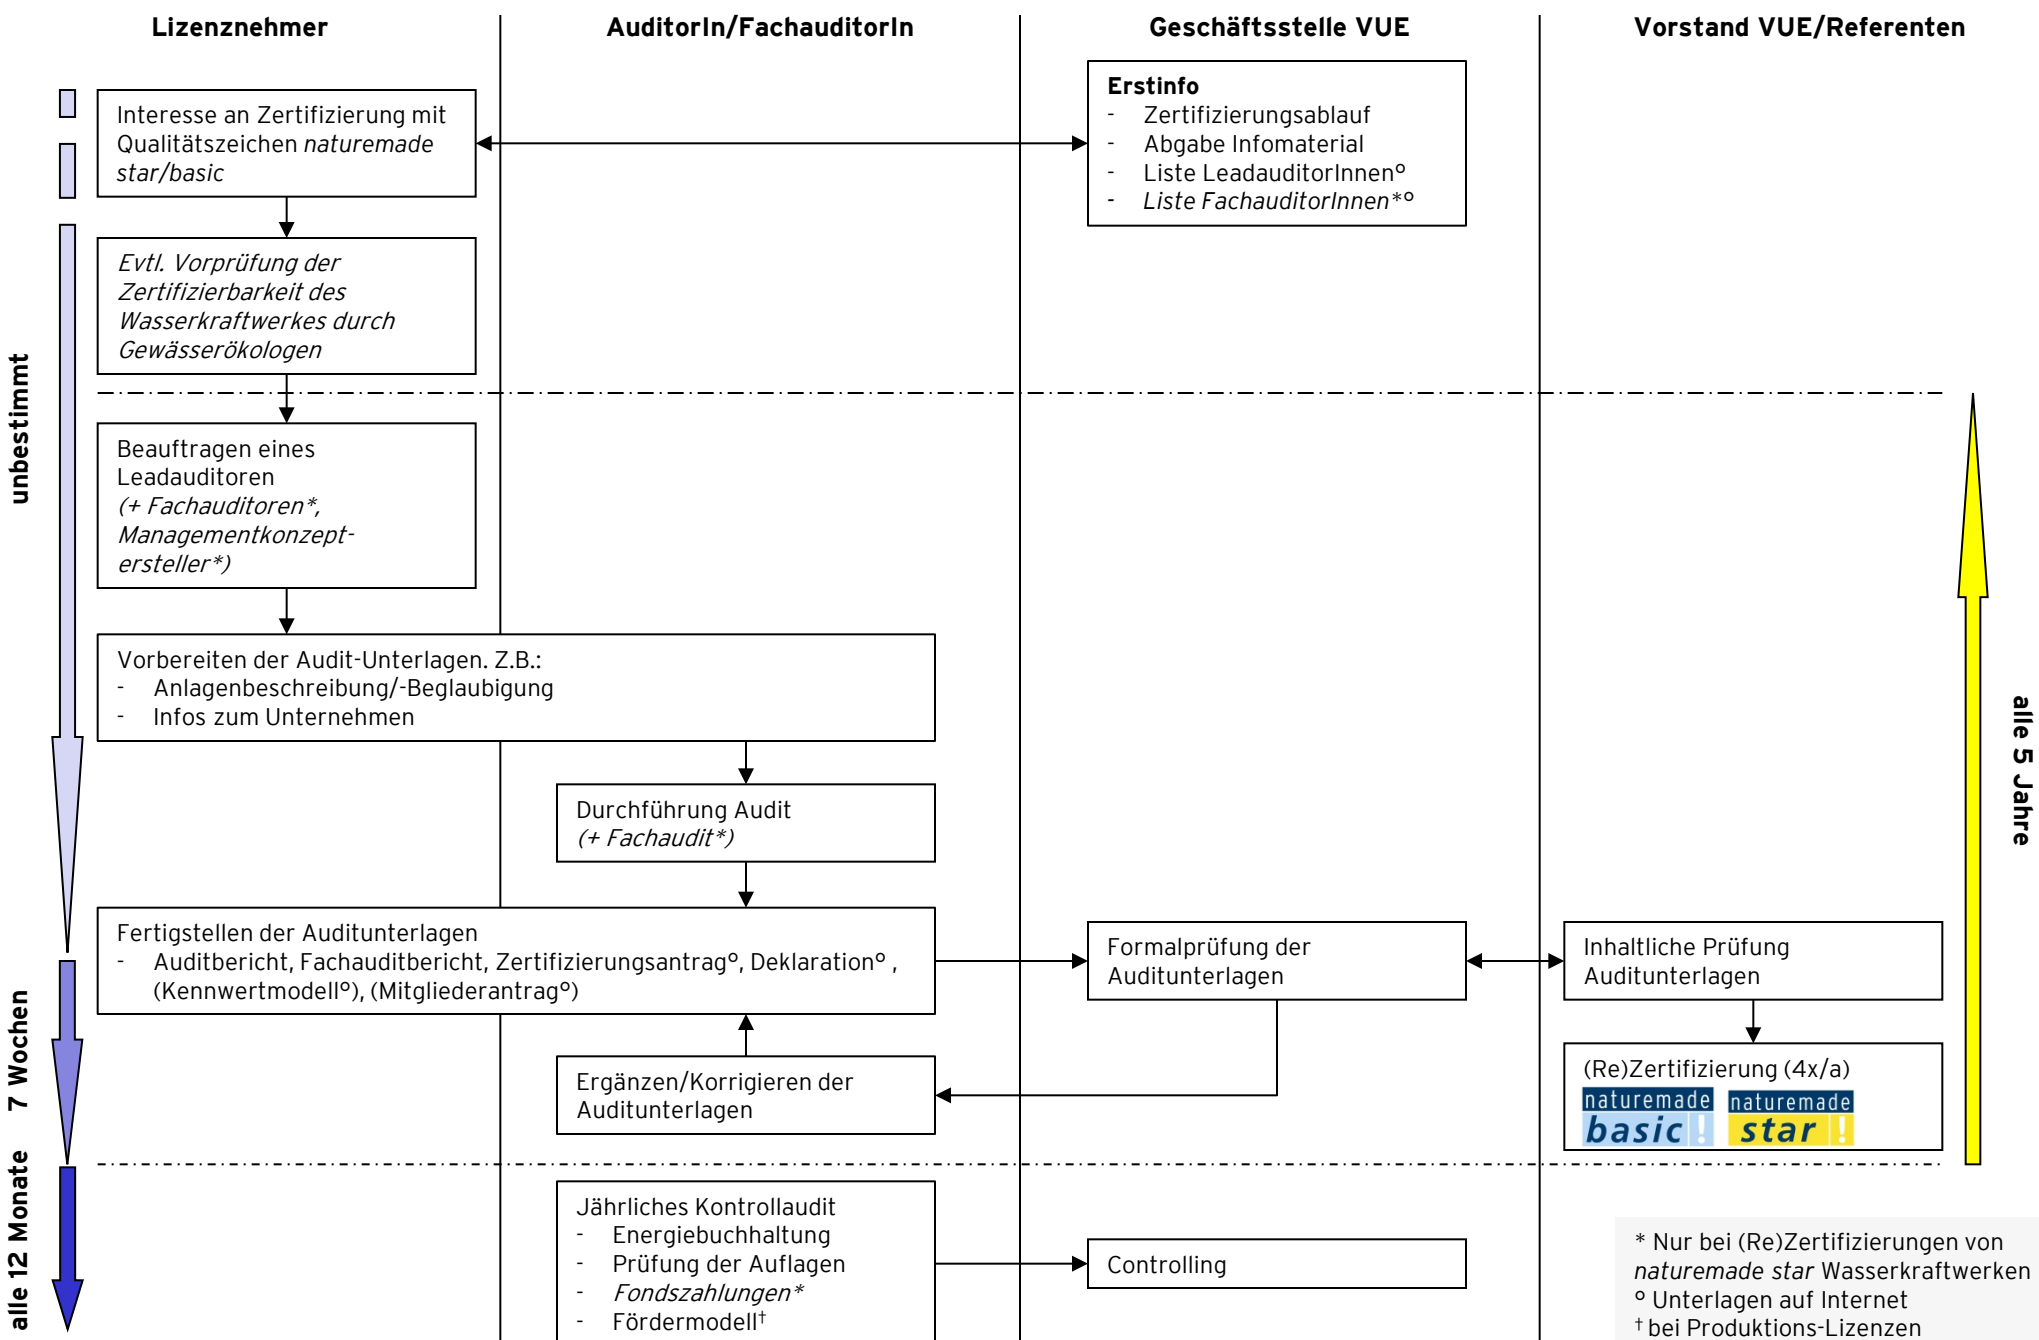 Lizenznehmer
AuditorIn/FachauditorIn
Geschäftsstelle VUE
Vorstand VUE/Referenten
Interesse an Zertifizierung mit
Qualitätszeichen naturemade
star/basic
Erstinfo
- Zertifizierungsablauf
- Abgabe Infomaterial
- Liste LeadauditorInnen°
- Liste FachauditorInnen*°
Evtl. Vorprüfung der
Zertifizierbarkeit des
Wasserkraftwerkes durch
Gewässerökologen
unbestimmt
Beauftragen eines
Leadauditoren
(+ Fachauditoren*,
Managementkonzept-
ersteller*)
Vorbereiten der Audit-Unterlagen. Z.B.:
- Anlagenbeschreibung/-Beglaubigung
- Infos zum Unternehmen
alle 5 Jahre
Durchführung Audit
(+ Fachaudit*)
Fertigstellen der Auditunterlagen
- Auditbericht, Fachauditbericht, Zertifizierungsantrag°, Deklaration° ,
(Kennwertmodell°), (Mitgliederantrag°)
Formalprüfung der
Auditunterlagen
Inhaltliche Prüfung
Auditunterlagen
7 Wochen
Ergänzen/Korrigieren der
Auditunterlagen
(Re)Zertifizierung (4x/a)
naturemade
basic !
naturemade
star !
alle 12 Monate
Jährliches Kontrollaudit
- Energiebuchhaltung
- Prüfung der Auflagen
- Fondszahlungen*
- Fördermodell†
Controlling
* Nur bei (Re)Zertifizierungen von
naturemade star Wasserkraftwerken
° Unterlagen auf Internet
† bei Produktions-Lizenzen